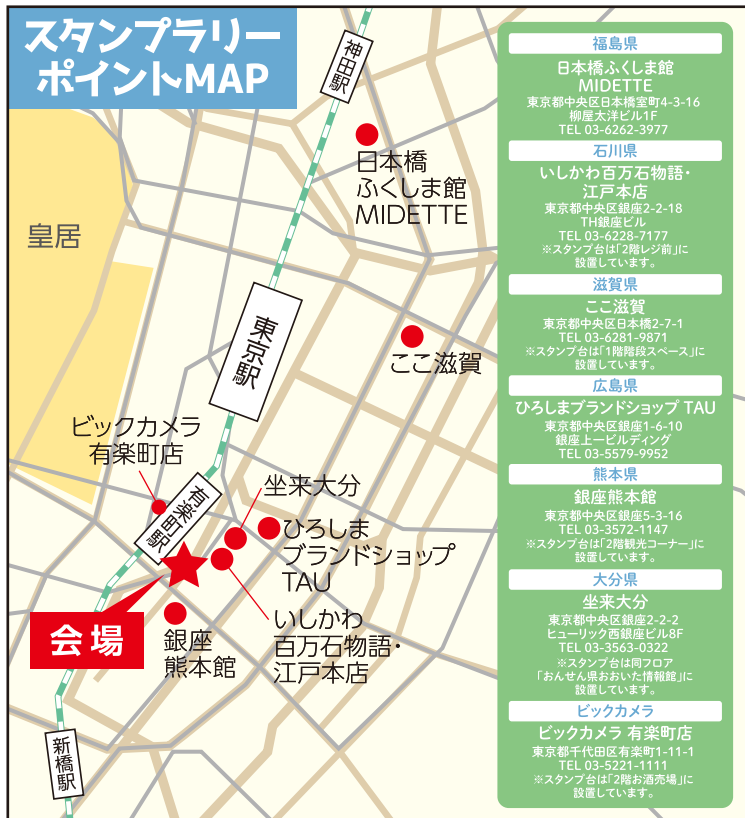 スタンプラリー
ポイントMAP
神田駅
日本橋
ふくしま館
MIDETTE
皇居
東京駅
ここ滋賀
ビックカメラ
有楽町店
有楽町駅
坐来大分
ひろしま
ブランドショップ
TAU
会場
いしかわ
百万石物語・
江戸本店
銀座
熊本館
新橋駅
福島県
日本橋ふくしま館
MIDETTE
東京都中央区日本橋室町4-3-16
柳屋太洋ビル1F
TEL 03-6262-3977
石川県
いしかわ百万石物語・
江戸本店
東京都中央区銀座2-2-18
TH銀座ビル
TEL 03-6228-7177
※スタンプ台は「2階レジ前」に
設置しています。
滋賀県
ここ滋賀
東京都中央区日本橋2-7-1
TEL 03-6281-9871
※スタンプ台は「1階階段スペース」に
設置しています。
広島県
ひろしまブランドショップ TAU
東京都中央区銀座1-6-10
銀座上一ビルディング
TEL 03-5579-9952
熊本県
銀座熊本館
東京都中央区銀座5-3-16
TEL 03-3572-1147
※スタンプ台は「2階観光コーナー」に
設置しています。
大分県
坐来大分
東京都中央区銀座2-2-2
ヒューリック西銀座ビル8F
TEL 03-3563-0322
※スタンプ台は同フロア
「おんせん県おおいた情報館」に
設置しています。
ビックカメラ
ビックカメラ 有楽町店
東京都千代田区有楽町1-11-1
TEL 03-5221-1111
※スタンプ台は「2階お酒売場」に
設置しています。